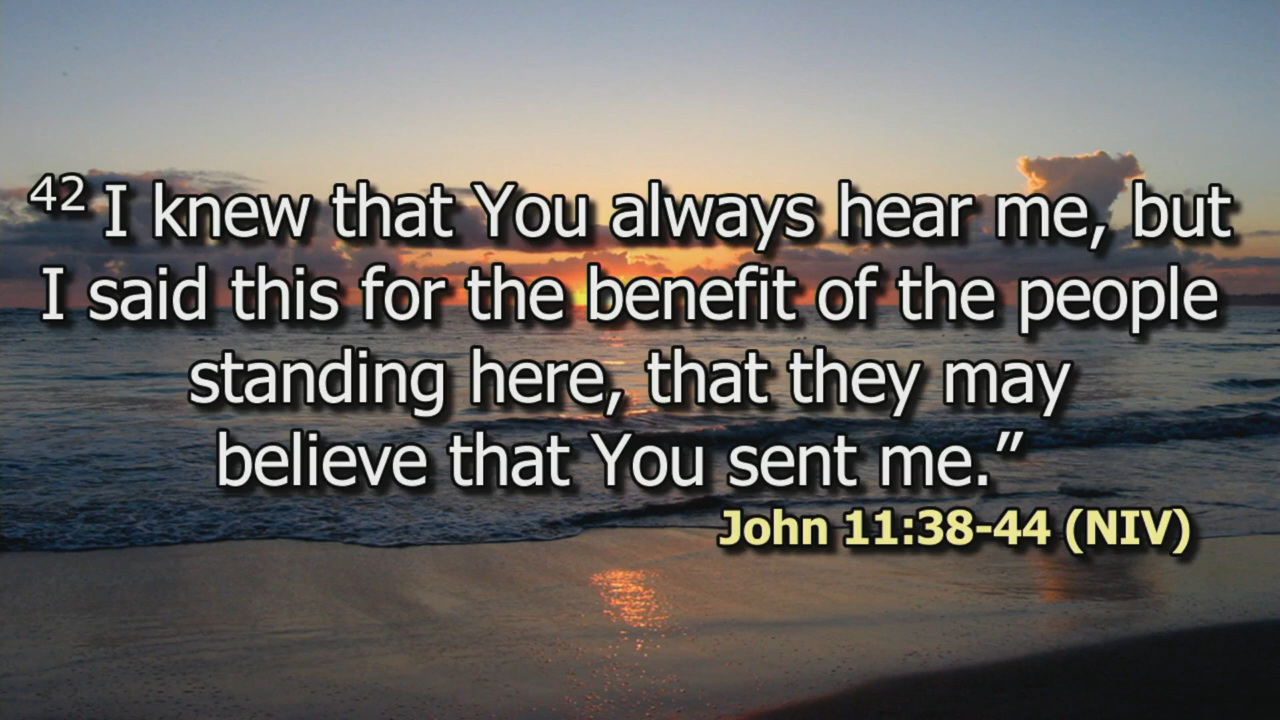 42 I knew that You always hear me, but
I said this for the benefit of the people
standing here, that they may
believe that You sent me.”
John 11:38-44 (NIV)